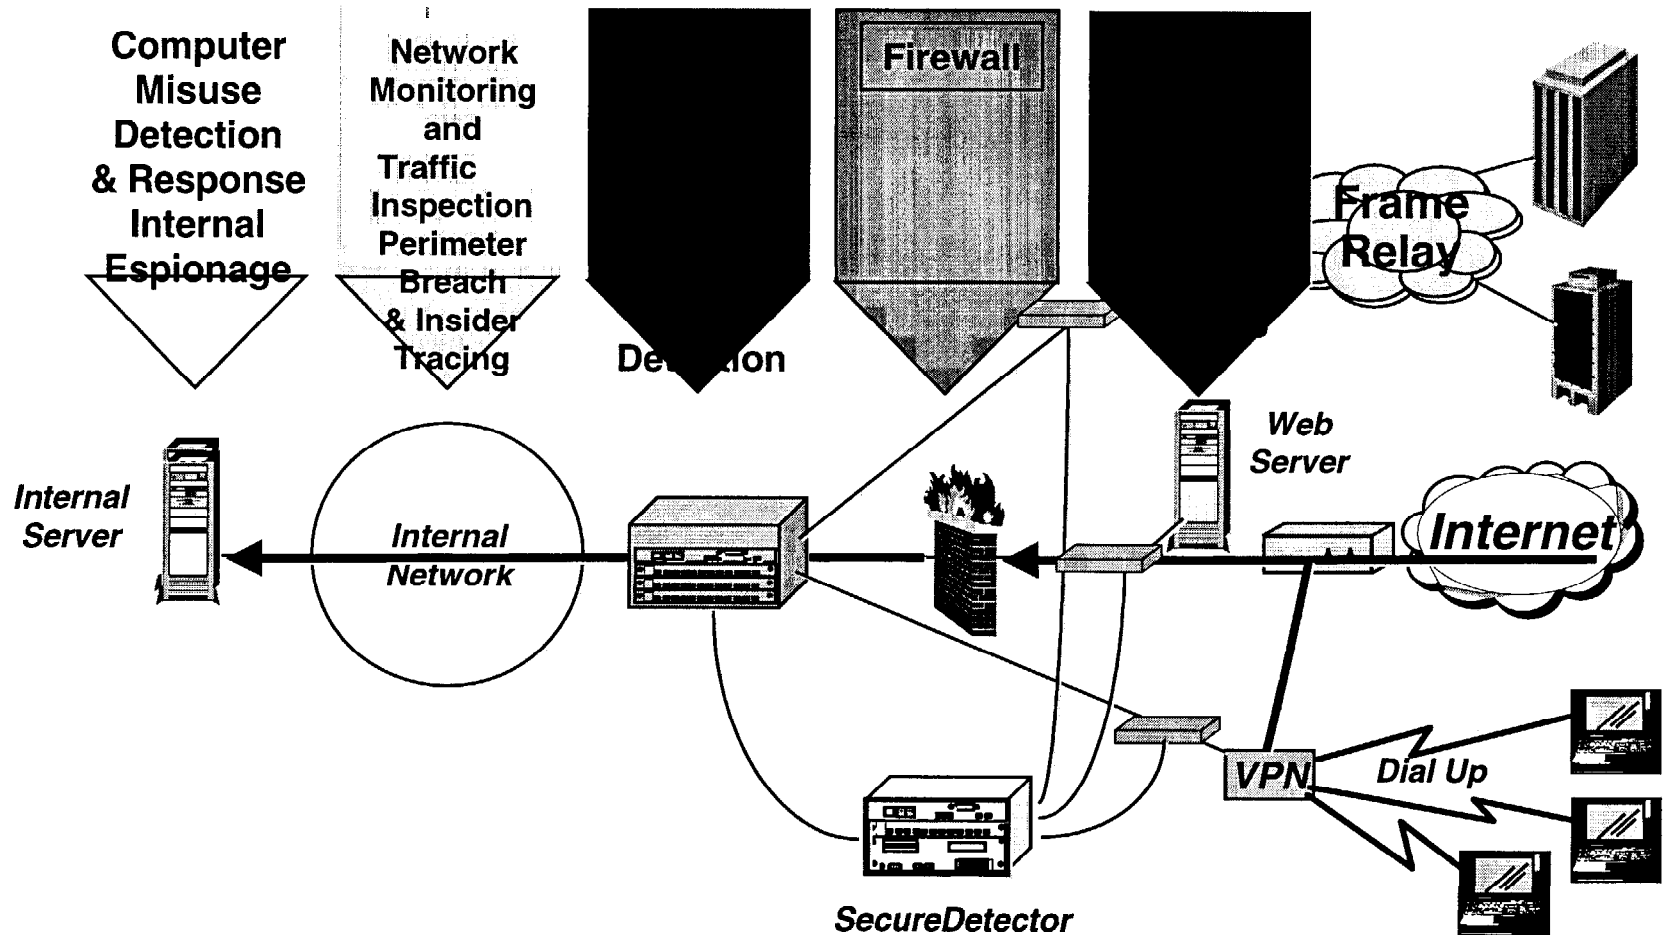 Computer
Misuse
Detection
& Response
Internal
Espionage
Network
Monitoring
and
Traffic
Inspection
Perimeter
Breach
& Insider
Tracing
Firewall
Frame
Relay
Web
Server
Internal
Server
Internal
Network
Internet
VPN
Dial Up
SecureDetector